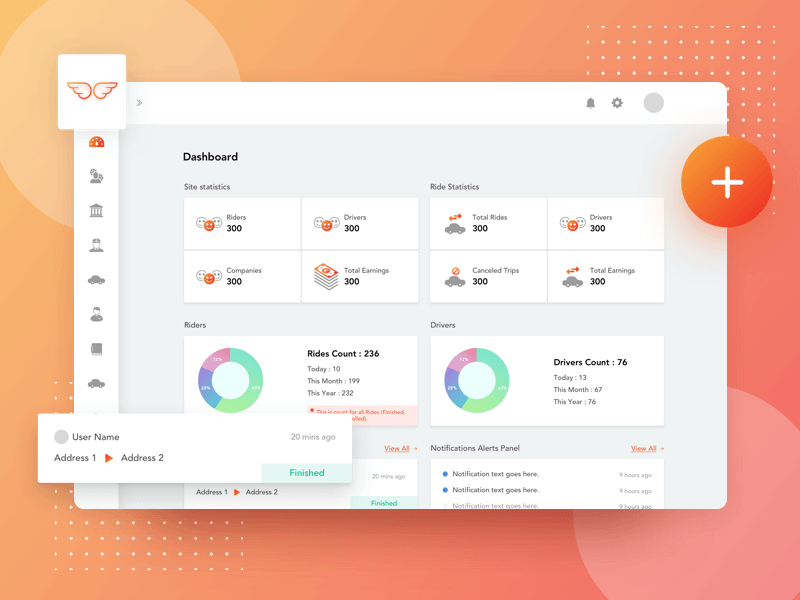 Dashboard
Site statistics
Ride Statistics
Riders
300
Drivers
300
Total Rides
300
Drivers
300
Companies
300
Total Earnings
300
Canceled Trips
300
Total Earnings
300
Riders
Drivers
12%
Rides Count : 236
Today : 10
This Month : 199
This Year : 232
This is count for all Rides (Finished,
12%
Drivers Count : 76
Today : 13
This Month : 67
This Year : 76
User Name
20 mins ago
Address 1
Address 2
Finished
View All
20 mins ago
Address 1
Address 2
Finished
Notifications Alerts Panel
View All
Notification text goes here.
9 hours ago
Notification text goes here.
9 hours ago
Notification text goes here.
9 hours ago